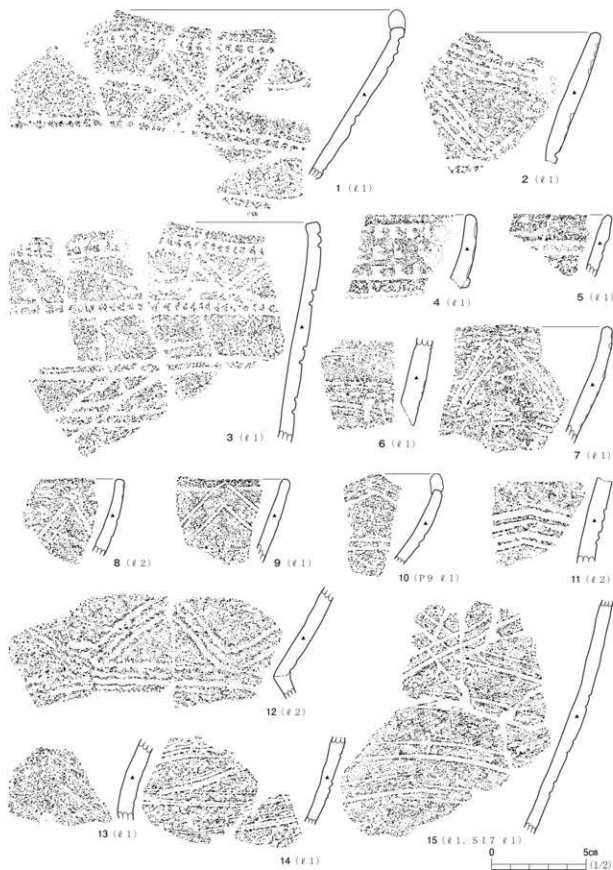 1 (ℓ1)
2 (ℓ1)
3 (ℓ1)
4 (ℓ1)
5 (ℓ1)
6 (ℓ1)
7 (ℓ1)
8 (ℓ2)
9 (ℓ1)
10 (P9 ℓ1)
11 (ℓ2)
12 (ℓ2)
13 (ℓ1)
14 (ℓ1)
15 (ℓ1, SI7 ℓ1)
0 5cm
(1/2)